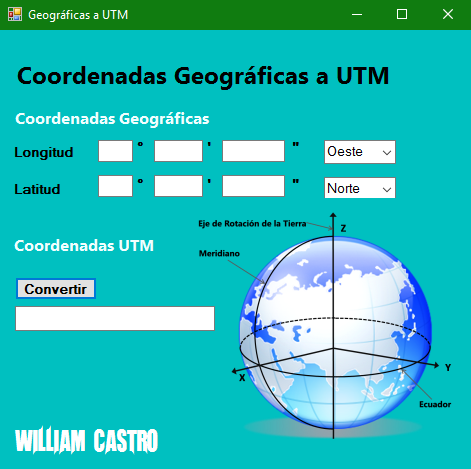 Geográficas a UTM
Coordenadas Geográficas a UTM
Coordenadas Geográficas
Longitud ° ' " Oeste
Latitud ° ' " Norte
Eje de Rotación de la Tierra
Z
Meridiano
Coordenadas UTM
Convertir
X
Y
Ecuador
WILLIAM CASTRO